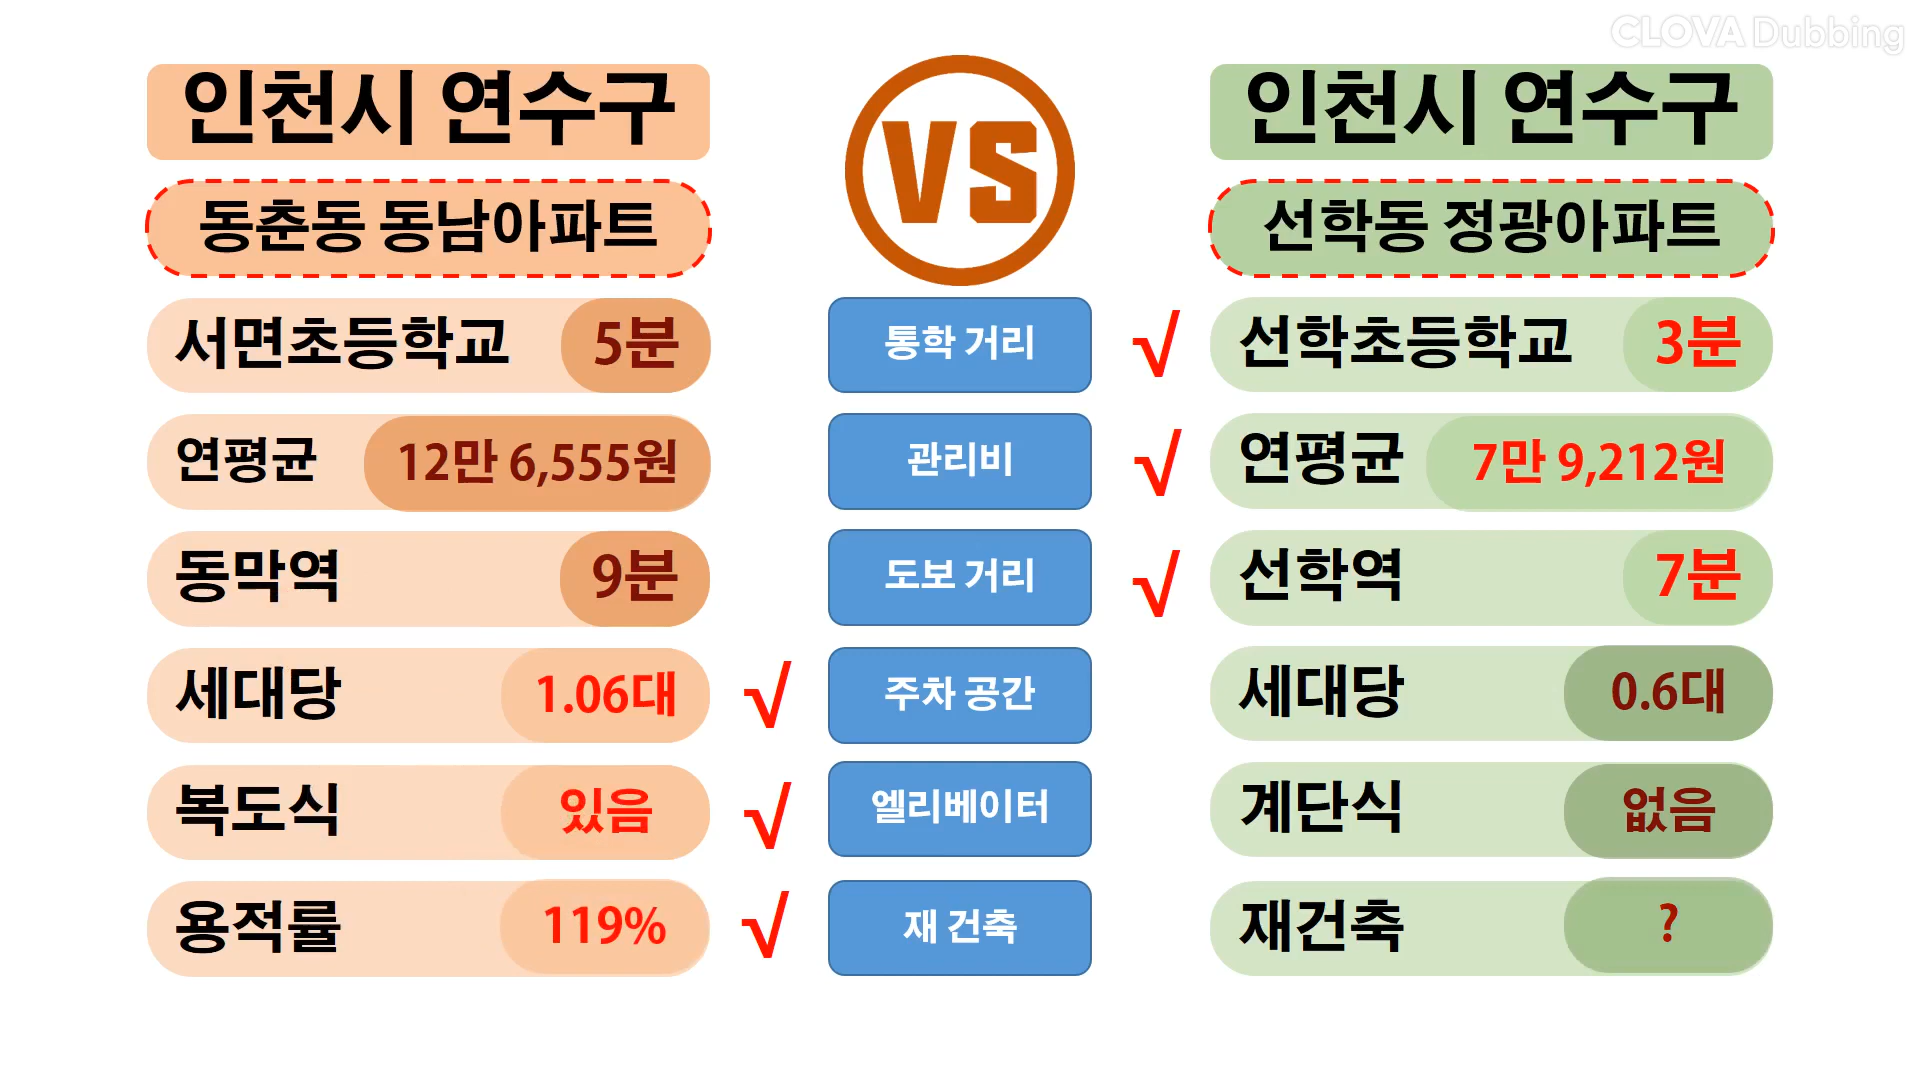 CLOVA Dubbing
인천시 연수구
VS
인천시 연수구
동춘동 동남아파트
선학동 정광아파트
서면초등학교 5분
통학 거리
√ 선학초등학교 3분
연평균 12만 6,555원
관리비
√ 연평균 7만 9,212원
동막역 9분
도보 거리
√ 선학역 7분
세대당 1.06대 √
주차 공간
세대당 0.6대
복도식 있음 √
엘리베이터
계단식 없음
용적률 119% √
재 건축
재건축 ?